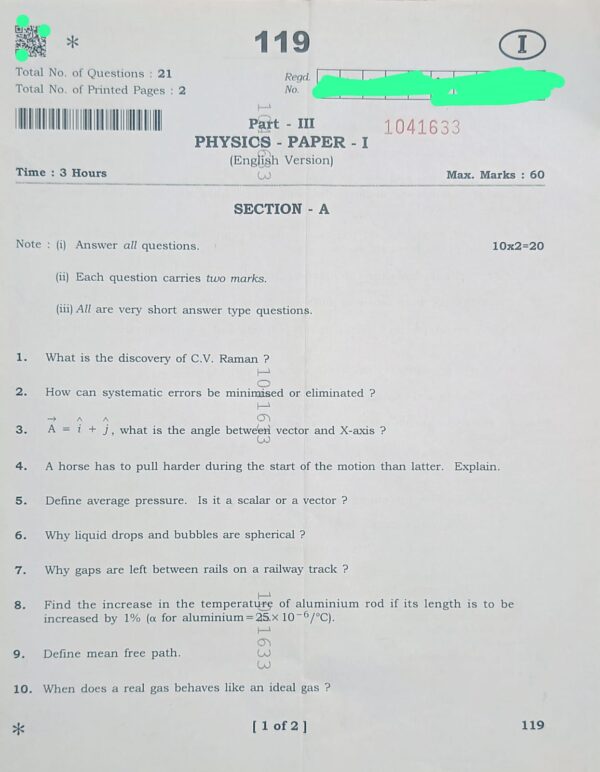 * 119 I
Total No. of Questions : 21
Regd.
Total No. of Printed Pages : 2
No.
Part - III
1041633
PHYSICS - PAPER - I
(English Version)
Time : 3 Hours
Max. Marks : 60
SECTION - A
Note : (i) Answer all questions. 10x2=20
(ii) Each question carries two marks.
(iii) All are very short answer type questions.
1. What is the discovery of C.V. Raman ?
2. How can systematic errors be minimised or eliminated ?
3. A⃗ = î + ĵ, what is the angle between vector and X-axis ?
4. A horse has to pull harder during the start of the motion than latter. Explain.
5. Define average pressure. Is it a scalar or a vector ?
6. Why liquid drops and bubbles are spherical ?
7. Why gaps are left between rails on a railway track ?
8. Find the increase in the temperature of aluminium rod if its length is to be
increased by 1% (α for aluminium=25×10⁻⁶/°C).
9. Define mean free path.
10. When does a real gas behaves like an ideal gas ?
* [ 1 of 2 ] 119
1041633
1041633
1041633